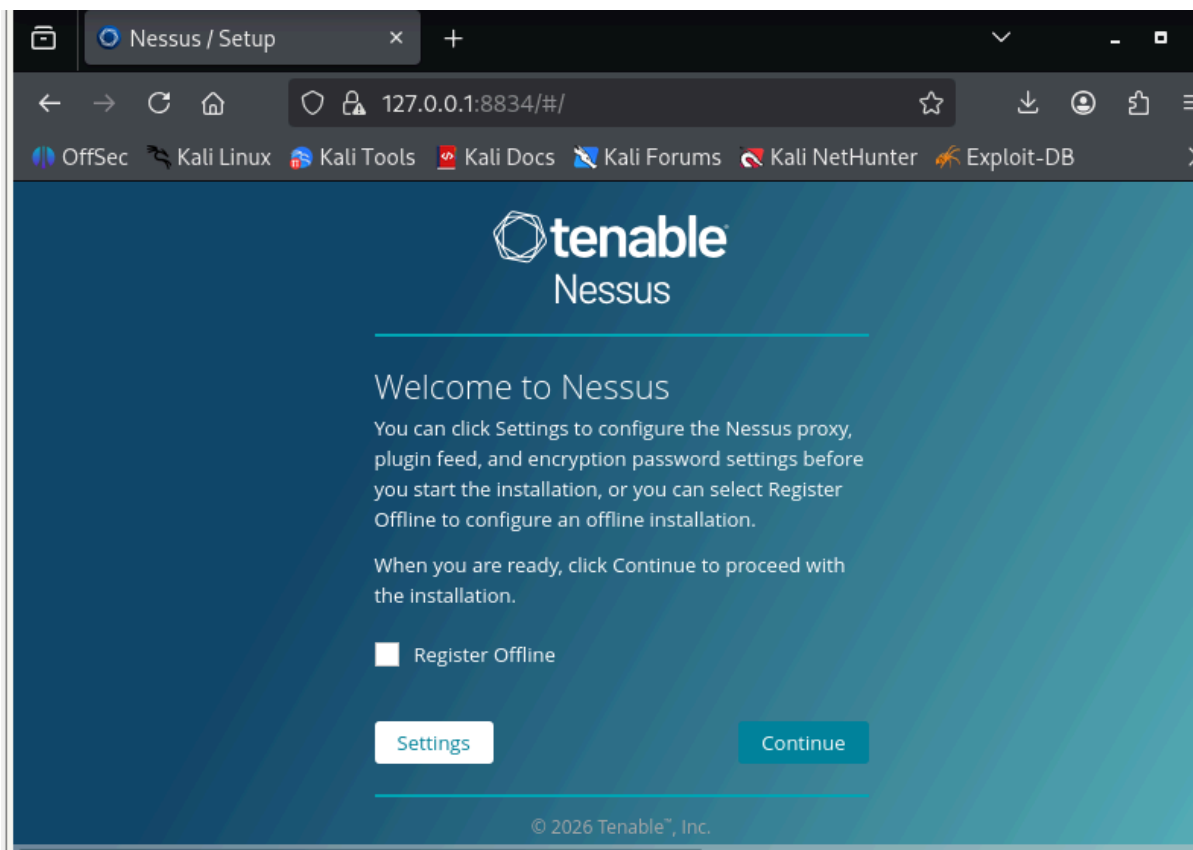 Nessus / Setup
127.0.0.1:8834/#/
OffSec Kali Linux Kali Tools Kali Docs Kali Forums Kali NetHunter Exploit-DB
tenable
Nessus
Welcome to Nessus
You can click Settings to configure the Nessus proxy,
plugin feed, and encryption password settings before
you start the installation, or you can select Register
Offline to configure an offline installation.
When you are ready, click Continue to proceed with
the installation.
Register Offline
Settings Continue
© 2026 Tenable™, Inc.